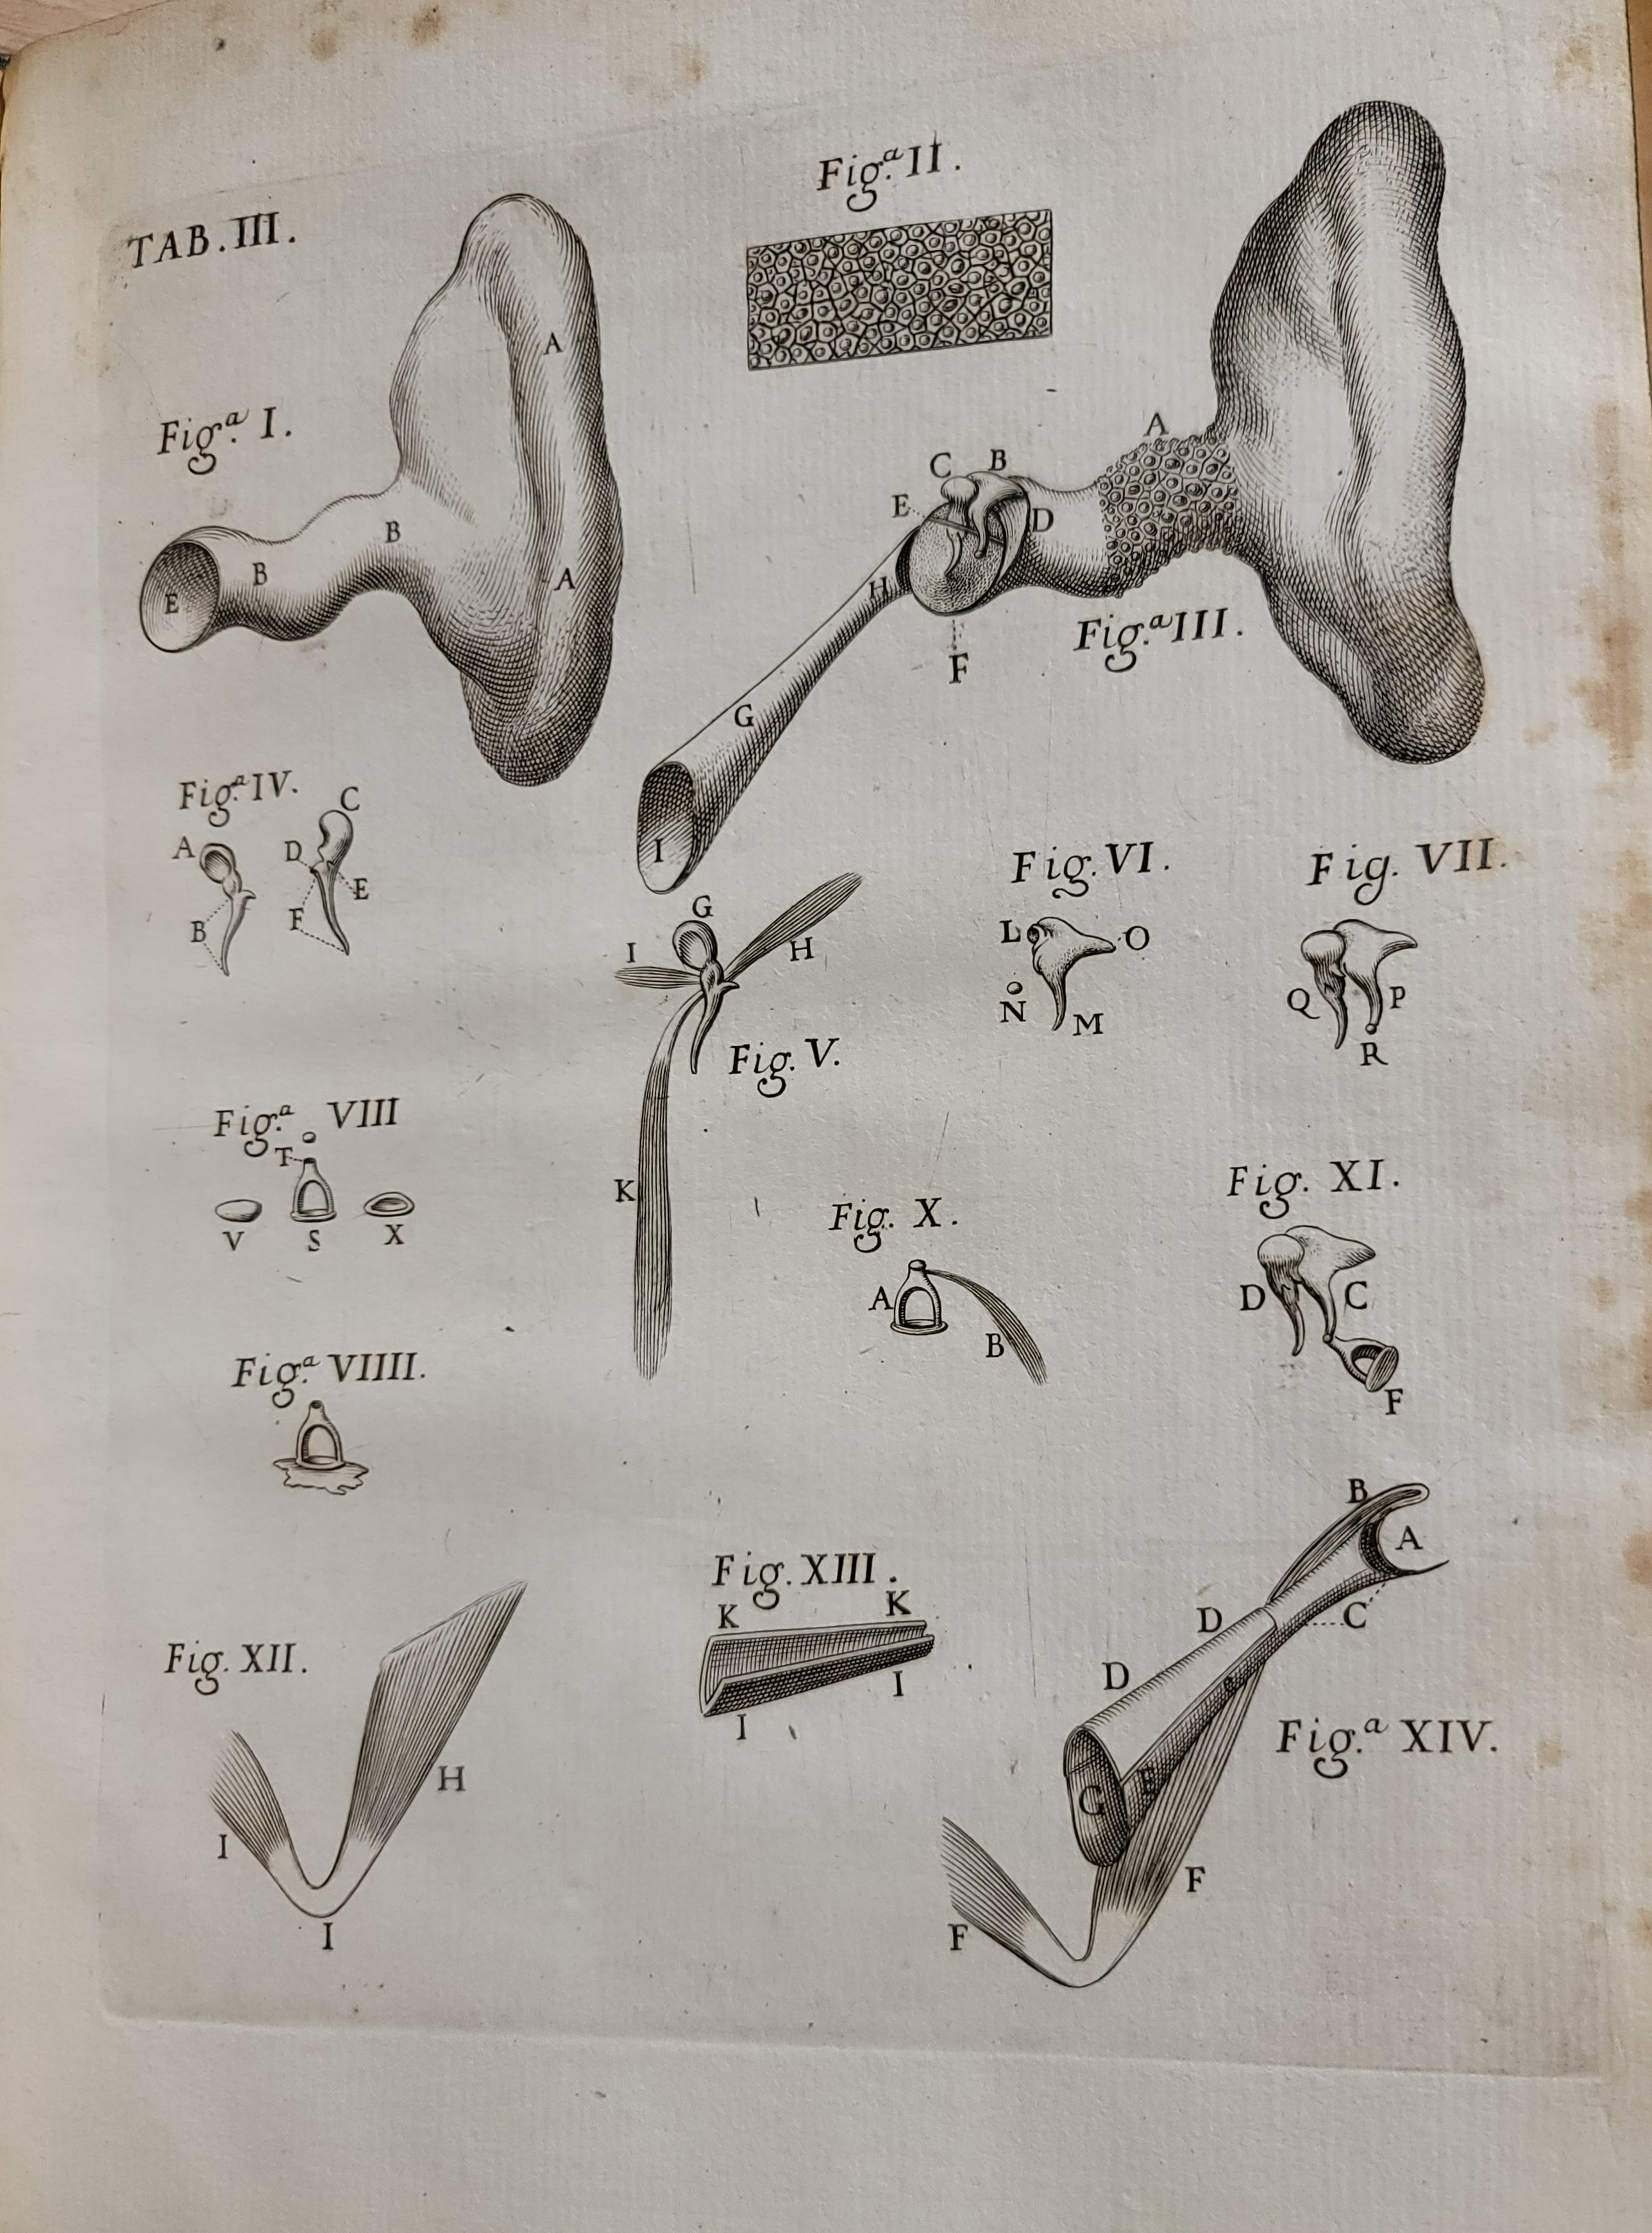 TAB. III.
Fig.ª I.
A
A
B
B
E
Fig.ª II.
A
B
C
D
E
F
H
G
I
Fig.ª III.
Fig.ª IV.
A
B
C
D
E
F
G
H
I
K
Fig. V.
Fig. VI.
L
O
N
M
Fig. VII.
Q
P
R
Fig.ª VIII
T
V
S
X
Fig.ª VIIII.
Fig. X.
A
B
Fig. XI.
D
C
F
Fig. XII.
H
I
I
Fig. XIII.
K
K
I
I
B
A
C
D
D
E
G
F
F
Fig.ª XIV.